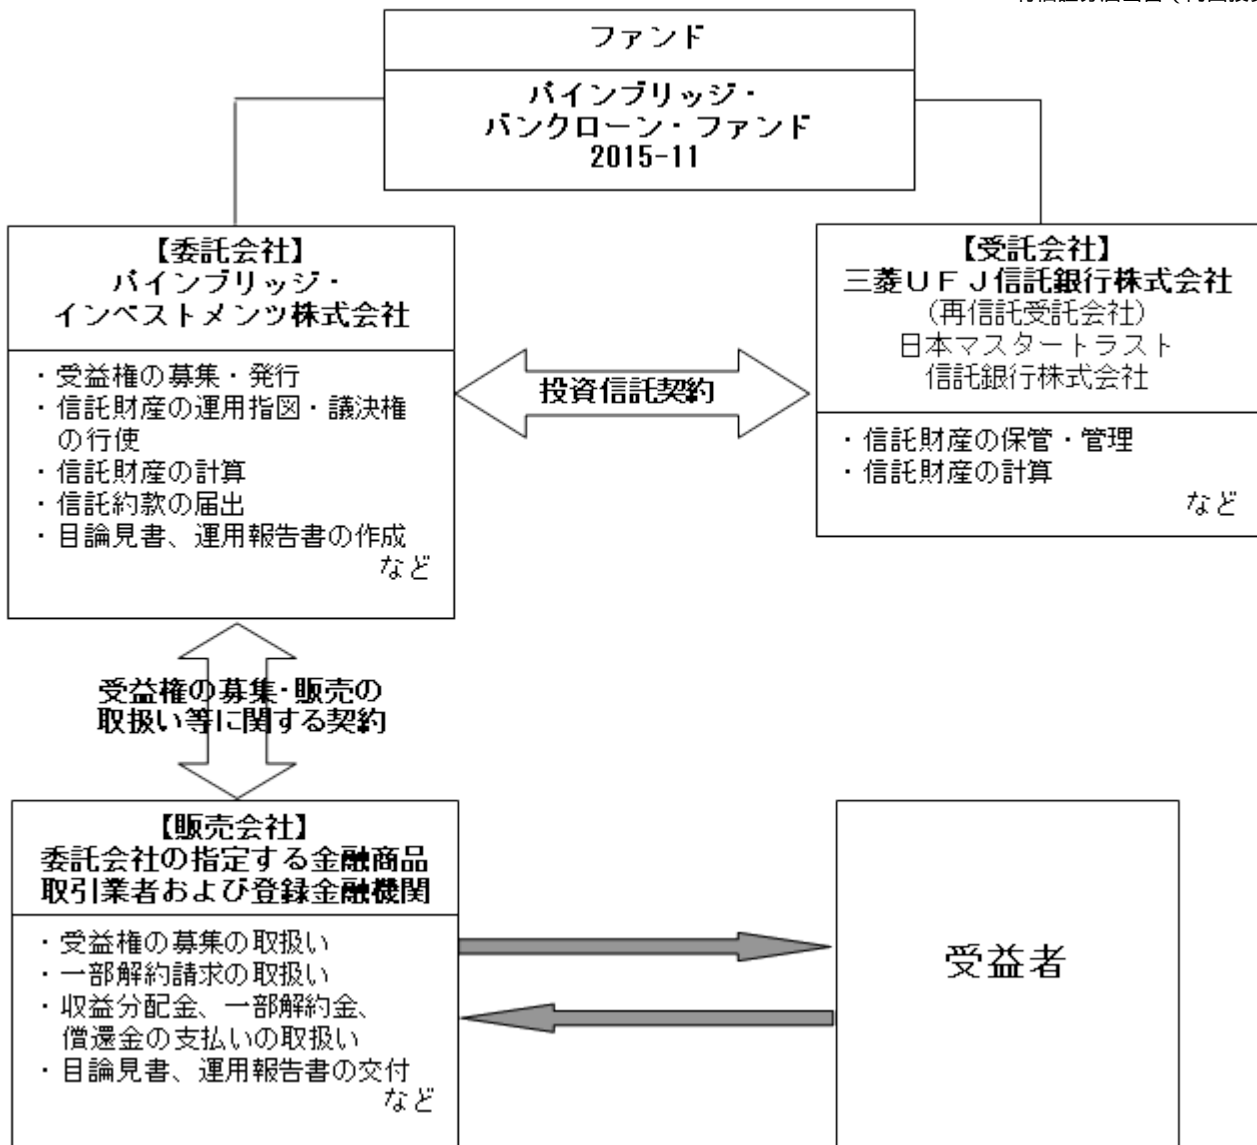 ファンド
パインブリッジ・
バンクローン・ファンド
2015-11
【委託会社】
パインブリッジ・
インベストメンツ株式会社
・受益権の募集・発行
・信託財産の運用指図・議決権
の行使
・信託財産の計算
・信託約款の届出
・目論見書、運用報告書の作成
など
投資信託契約
【受託会社】
三菱UFJ信託銀行株式会社
(再信託受託会社)
日本マスタートラスト
信託銀行株式会社
・信託財産の保管・管理
・信託財産の計算
など
受益権の募集・販売の
取扱い等に関する契約
【販売会社】
委託会社の指定する金融商品
取引業者および登録金融機関
・受益権の募集の取扱い
・一部解約請求の取扱い
・収益分配金、一部解約金、
償還金の支払いの取扱い
・目論見書、運用報告書の交付
など
受益者